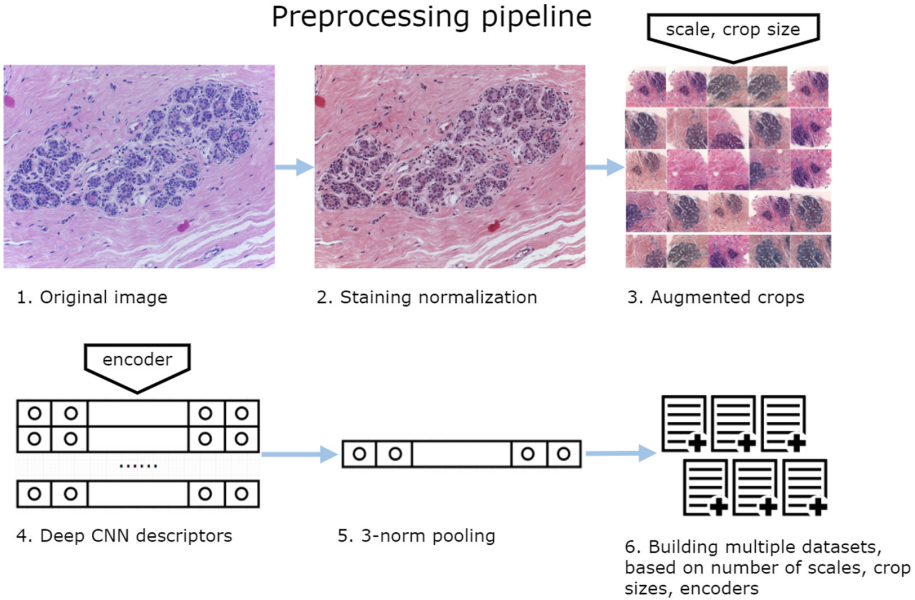 Preprocessing pipeline
scale, crop size
1. Original image
2. Staining normalization
3. Augmented crops
encoder
......
4. Deep CNN descriptors
5. 3-norm pooling
6. Building multiple datasets,
based on number of scales, crop
sizes, encoders